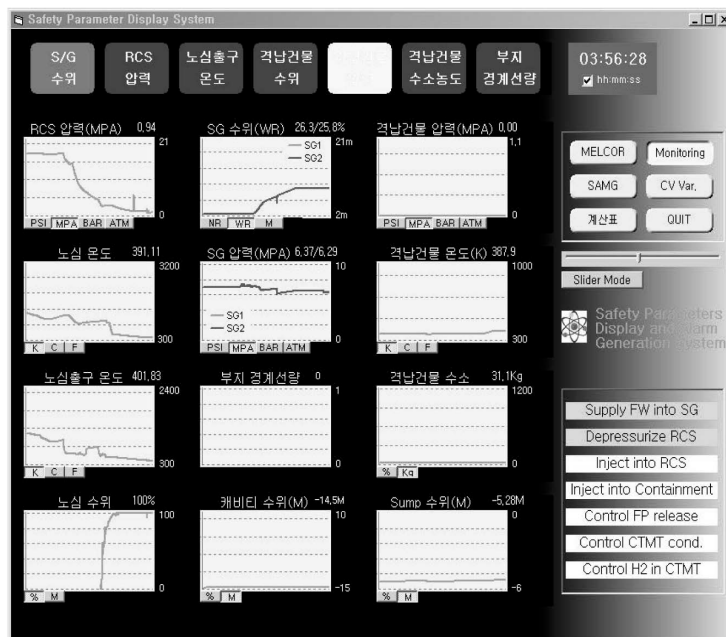 Safety Parameter Display System
S/G 수위
RCS 압력
노심출구 온도
격납건물 수위
격납건물 수소농도
부지 경계선량
03:56:28
hh:mm:ss
RCS 압력(MPA) 0,94
21
0
PSI MPA BAR ATM
SG 수위(WR) 26,3/25,8%
SG1
SG2
21m
2m
NR WR M
격납건물 압력(MPA) 0,00
1,1
0
PSI MPA BAR ATM
MELCOR
Monitoring
SAMG
CV Var.
계산표
QUIT
Slider Mode
노심 온도 391,11
3200
300
K C F
SG 압력(MPA) 6,37/6,29
10
SG1
SG2
0
PSI MPA BAR ATM
격납건물 온도(K) 387,9
1000
300
K C F
Safety Parameters
Display and Alarm
Generation System
노심출구 온도 401,83
2400
300
K C F
부지 경계선량 0
1
0
격납건물 수소 31,1Kg
1200
0
% Kg
Supply FW into SG
Depressurize RCS
Inject into RCS
Inject into Containment
Control FP release
Control CTMT cond.
Control H2 in CTMT
노심 수위 100%
100
0
% M
캐비티 수위(M) -14,5M
10
-15
% M
Sump 수위(M) -5,28M
0
-6
% M